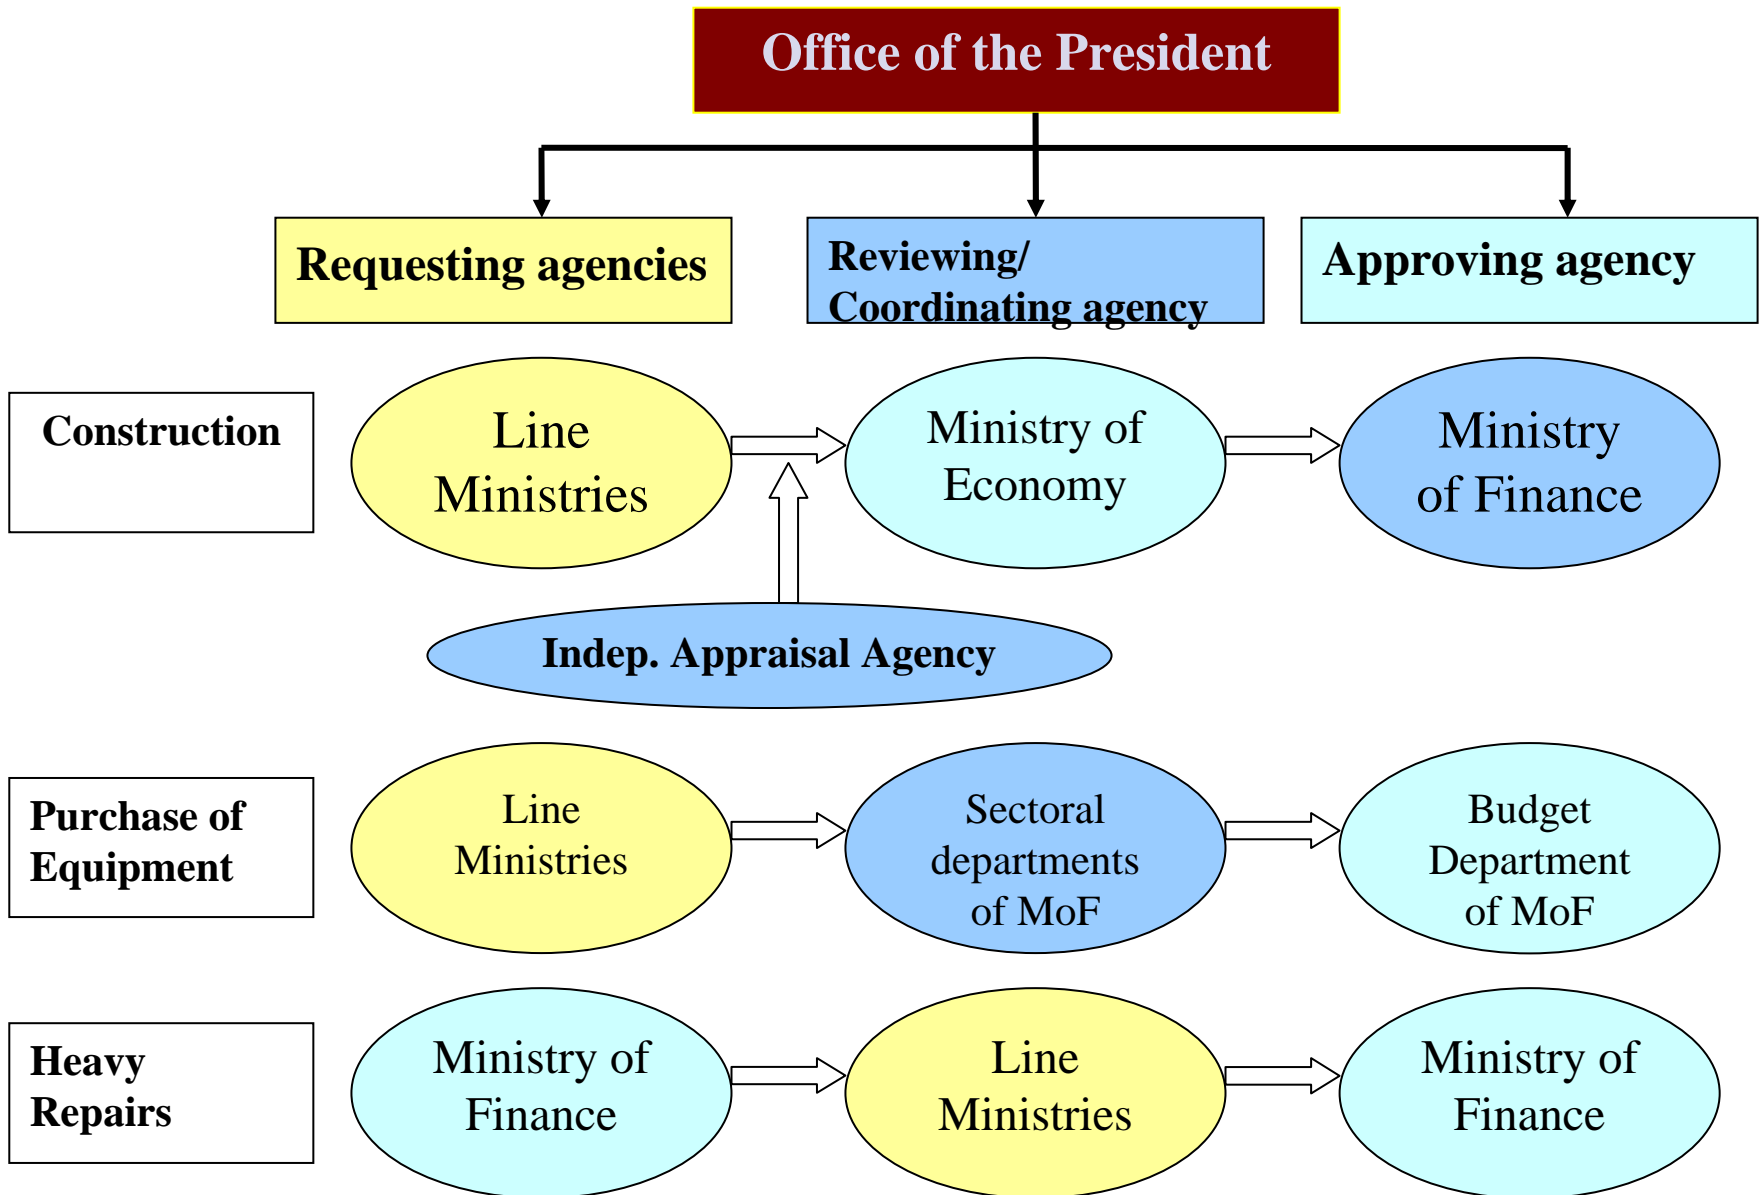 Office of the President
Requesting agencies
Reviewing/
Coordinating agency
Approving agency
Construction
Line
Ministries
Ministry of
Economy
Ministry
of Finance
Indep. Appraisal Agency
Purchase of
Equipment
Line
Ministries
Sectoral
departments
of MoF
Budget
Department
of MoF
Heavy
Repairs
Ministry of
Finance
Line
Ministries
Ministry of
Finance